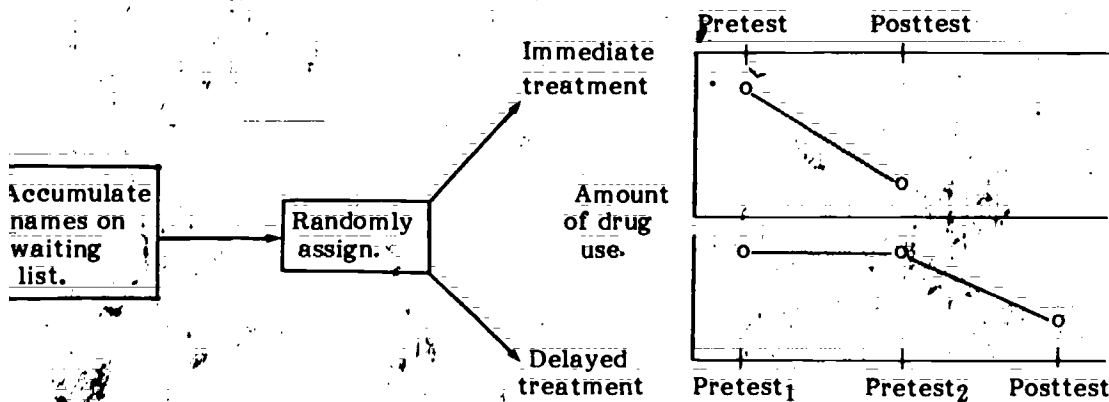 Accumulate
names on
waiting
list.
Randomly
assign.
Immediate
treatment
Delayed
treatment
Amount
of drug
use.
Pretest Posttest
Pretest1 Pretest2 Posttest